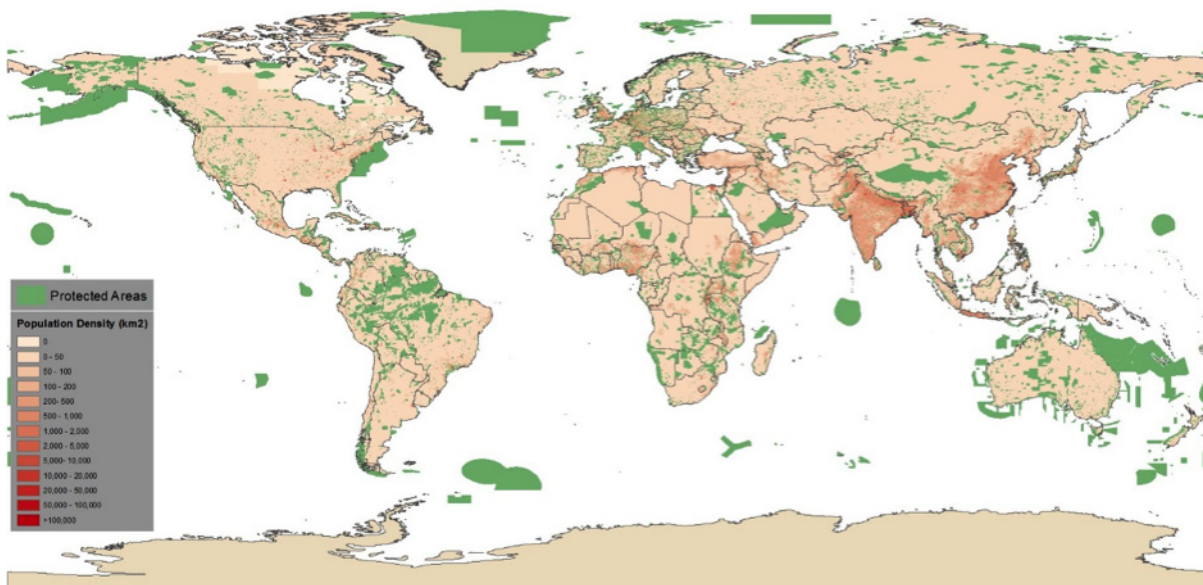 Protected Areas
Population Density (km2)
0
0 - 50
50 - 100
100 - 200
200- 500
500 - 1,000
1,000 - 2,000
2,000 - 5,000
5,000- 10,000
10,000 - 20,000
20,000 - 50,000
50,000 - 100,000
>100,000